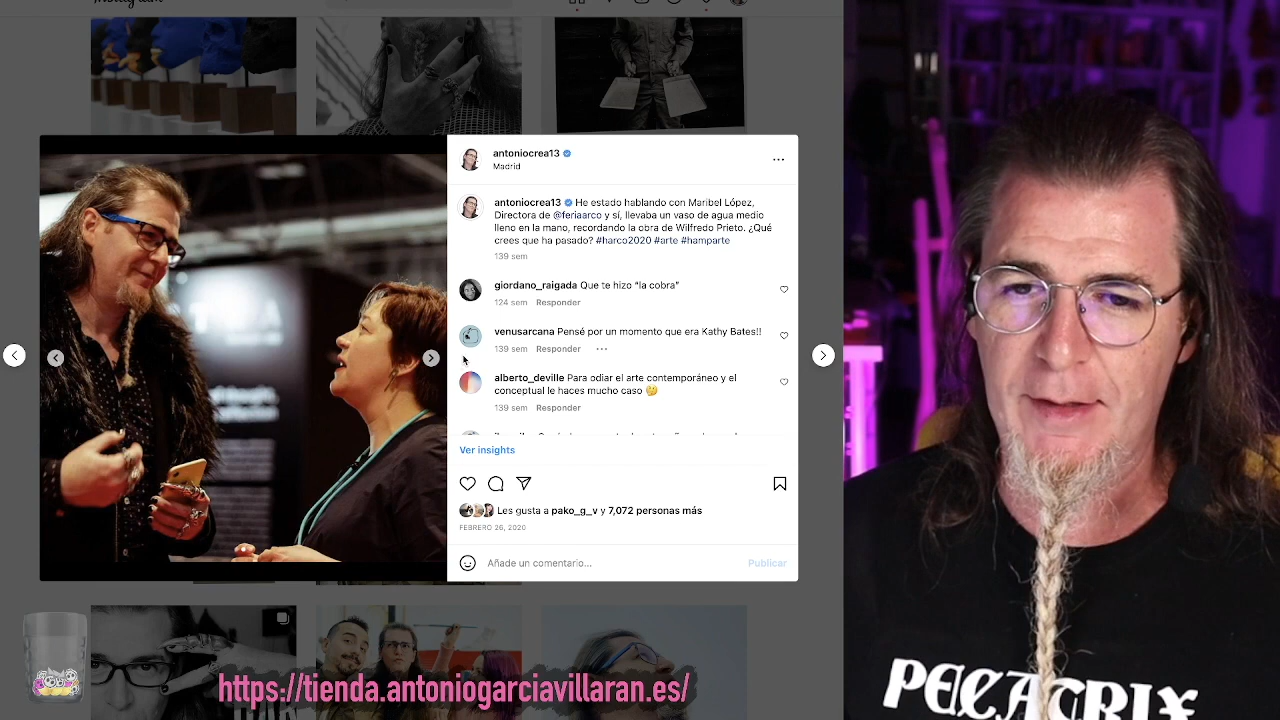 antoniocrea13
Madrid
antoniocrea13 He estado hablando con Maribel López,
Directora de @feriaarco y sí, llevaba un vaso de agua medio
lleno en la mano, recordando la obra de Wilfredo Prieto. ¿Qué
crees que ha pasado? #harco2020 #arte #hamparte
139 sem
giordano_raigada Que te hizo "la cobra"
124 sem Responder
venusarcana Pensé por un momento que era Kathy Bates!!
139 sem Responder
alberto_deville Para odiar el arte contemporáneo y el
conceptual le haces mucho caso 🤔
139 sem Responder
Ver insights
Les gusta a pako_g_v y 7,072 personas más
FEBRERO 26, 2020
Añade un comentario...
Publicar
https://tienda.antoniogarciavillaran.es/
PECATRIX